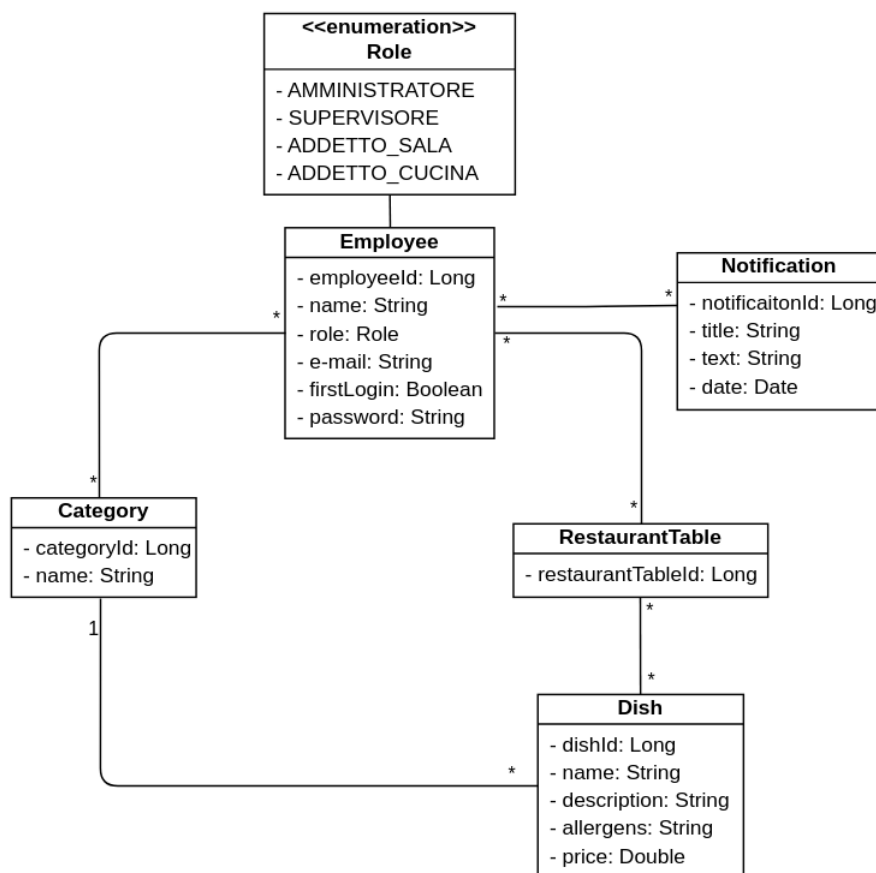 <<enumeration>>
Role
- AMMINISTRATORE
- SUPERVISORE
- ADDETTO_SALA
- ADDETTO_CUCINA
Employee
- employeeId: Long
- name: String
- role: Role
- e-mail: String
- firstLogin: Boolean
- password: String
Notification
- notificaitonId: Long
- title: String
- text: String
- date: Date
*
*
*
*
*
*
Category
- categoryId: Long
- name: String
RestaurantTable
- restaurantTableId: Long
1
*
*
*
Dish
- dishId: Long
- name: String
- description: String
- allergens: String
- price: Double